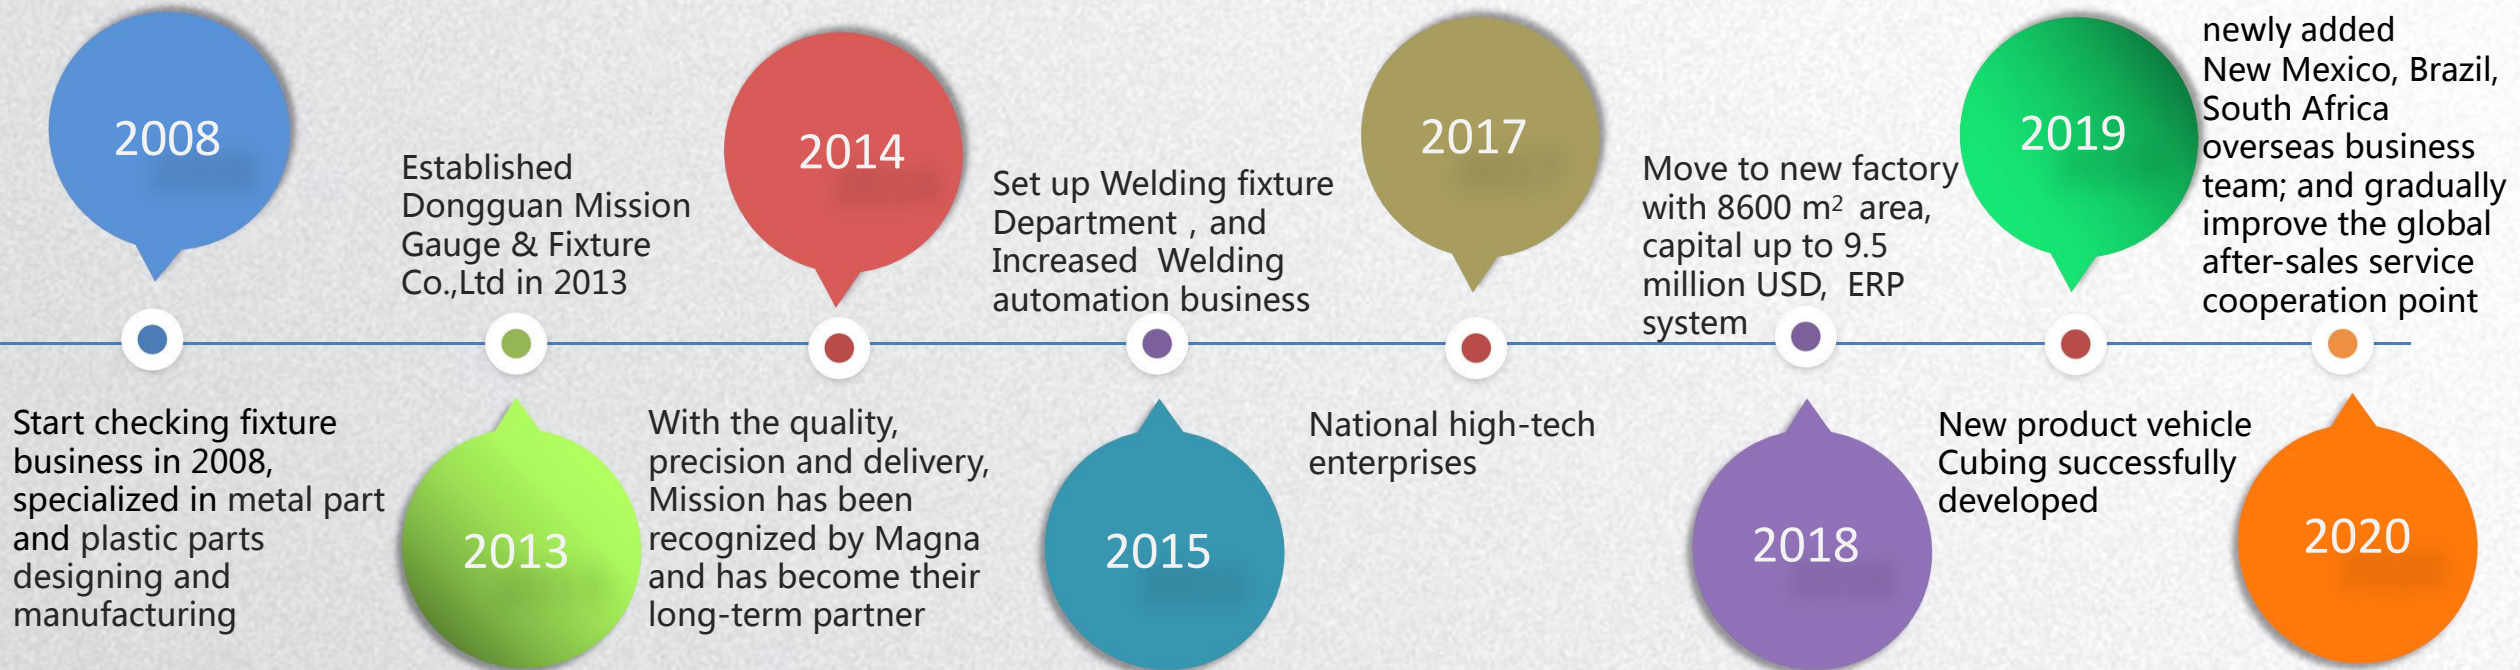 2008
Start checking fixture
business in 2008,
specialized in metal part
and plastic parts
designing and
manufacturing
Established
Dongguan Mission
Gauge & Fixture
Co.,Ltd in 2013
2013
2014
With the quality,
precision and delivery,
Mission has been
recognized by Magna
and has become their
long-term partner
Set up Welding fixture
Department , and
Increased Welding
automation business
2015
2017
National high-tech
enterprises
Move to new factory
with 8600 m² area,
capital up to 9.5
million USD, ERP
system
2018
2019
New product vehicle
Cubing successfully
developed
newly added
New Mexico, Brazil,
South Africa
overseas business
team; and gradually
improve the global
after-sales service
cooperation point
2020